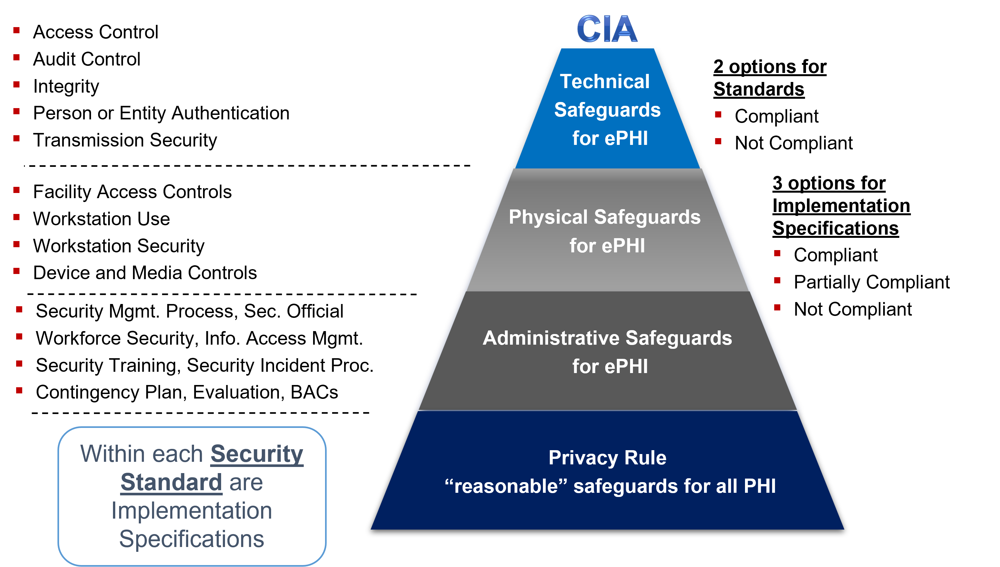 Access Control
Audit Control
Integrity
Person or Entity Authentication
Transmission Security
Facility Access Controls
Workstation Use
Workstation Security
Device and Media Controls
Security Mgmt. Process, Sec. Official
Workforce Security, Info. Access Mgmt.
Security Training, Security Incident Proc.
Contingency Plan, Evaluation, BACs
Within each Security
Standard are
Implementation
Specifications
CIA
Technical
Safeguards
for ePHI
Physical Safeguards
for ePHI
Administrative Safeguards
for ePHI
Privacy Rule
“reasonable” safeguards for all PHI
2 options for
Standards
Compliant
Not Compliant
3 options for
Implementation
Specifications
Compliant
Partially Compliant
Not Compliant